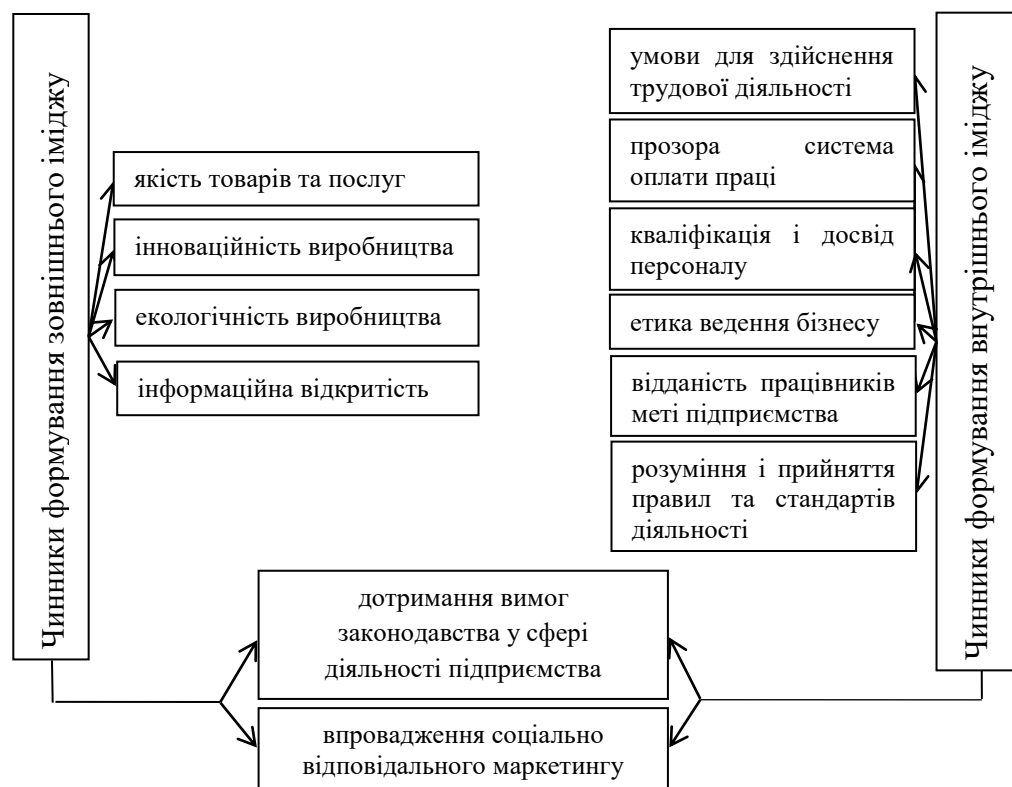 Чинники формування зовнішнього іміджу
якість товарів та послуг
інноваційність виробництва
екологічність виробництва
інформаційна відкритість
умови для здійснення
трудової діяльності
прозора система
оплати праці
кваліфікація і досвід
персоналу
етика ведення бізнесу
відданість працівників
меті підприємства
розуміння і прийняття
правил та стандартів
діяльності
Чинники формування внутрішнього іміджу
дотримання вимог
законодавства у сфері
діяльності підприємства
впровадження соціально
відповідального маркетингу